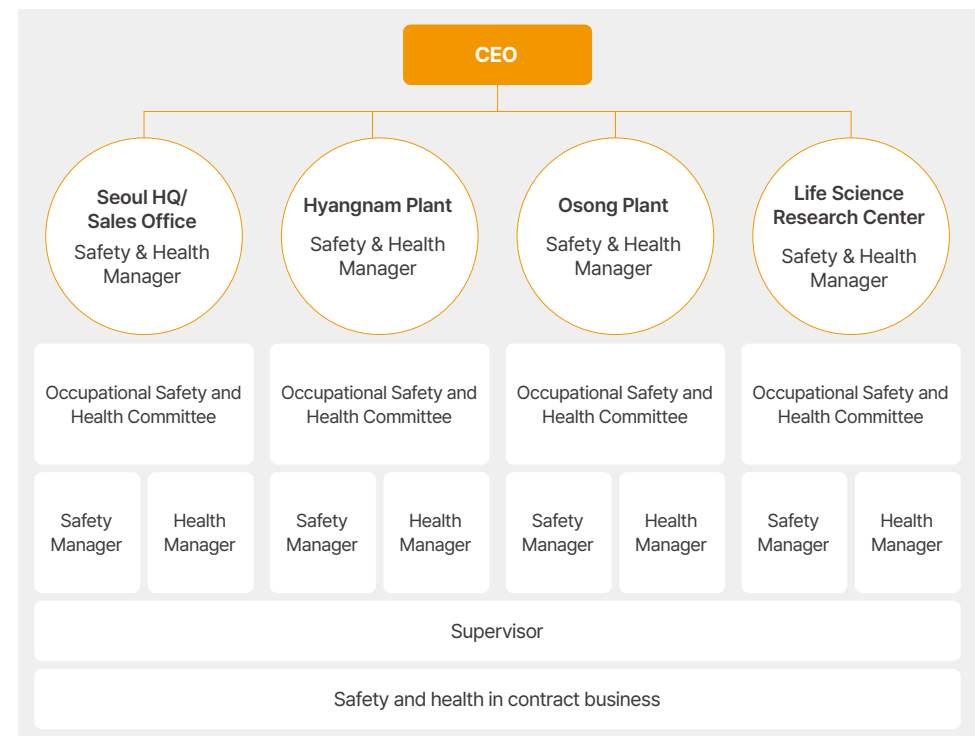 CEO
Seoul HQ/
Sales Office
Safety & Health
Manager
Hyangnam Plant
Safety & Health
Manager
Osong Plant
Safety & Health
Manager
Life Science
Research Center
Safety & Health
Manager
Occupational Safety and
Health Committee
Occupational Safety and
Health Committee
Occupational Safety and
Health Committee
Occupational Safety and
Health Committee
Safety
Manager
Health
Manager
Safety
Manager
Health
Manager
Safety
Manager
Health
Manager
Safety
Manager
Health
Manager
Supervisor
Safety and health in contract business